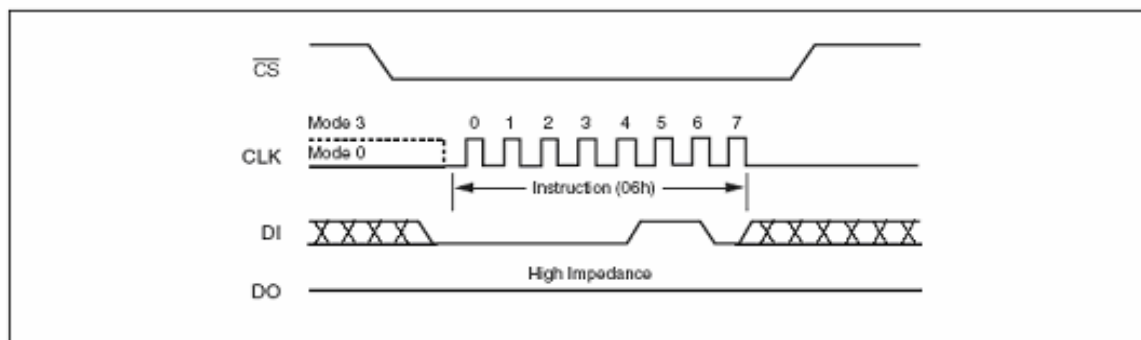 CS
Mode 3
0 1 2 3 4 5 6 7
CLK
Mode 0
Instruction (06h)
DI
High Impedance
DO